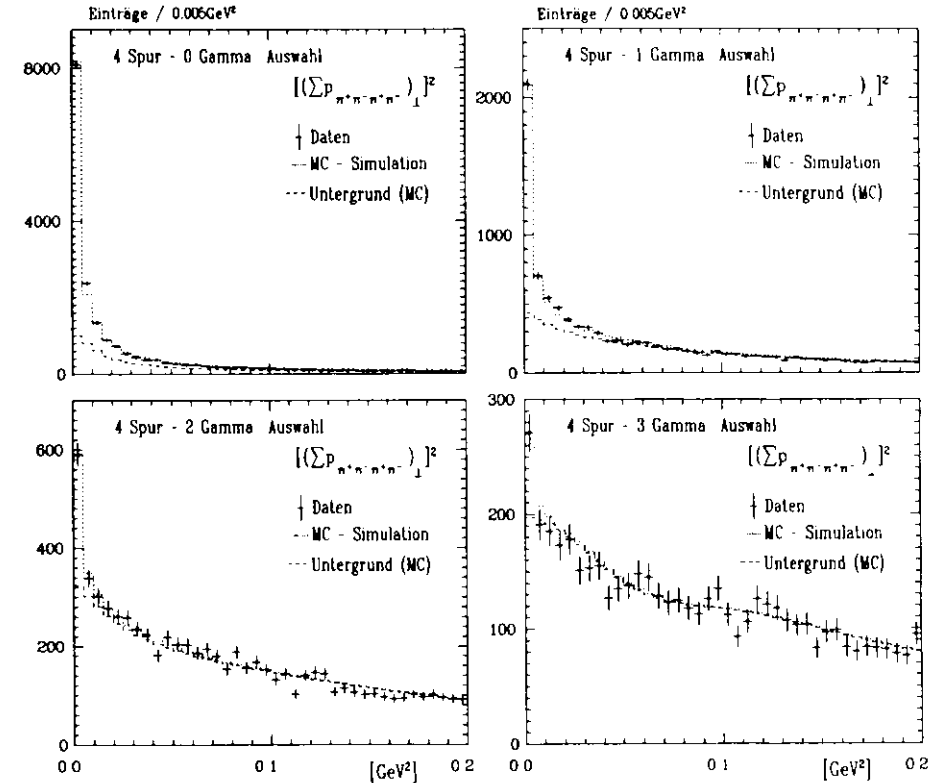 Einträge / 0.005GeV²
Einträge / 0.005GeV²
4 Spur - 0 Gamma Auswahl
[(∑p π⁺π⁻π⁺π⁻)⊥]²
Daten
MC - Simulation
Untergrund (MC)
8000
4000
0
4 Spur - 1 Gamma Auswahl
[(∑p π⁺π⁻π⁺π⁻)⊥]²
Daten
MC - Simulation
Untergrund (MC)
2000
1000
0
4 Spur - 2 Gamma Auswahl
[(∑p π⁺π⁻π⁺π⁻)⊥]²
Daten
MC - Simulation
Untergrund (MC)
600
400
200
0
0.0
0.1
[GeV²]
0.2
4 Spur - 3 Gamma Auswahl
[(∑p π⁺π⁻π⁺π⁻)⊥]²
Daten
MC - Simulation
Untergrund (MC)
300
200
100
0
0.0
0.1
[GeV²]
0.2